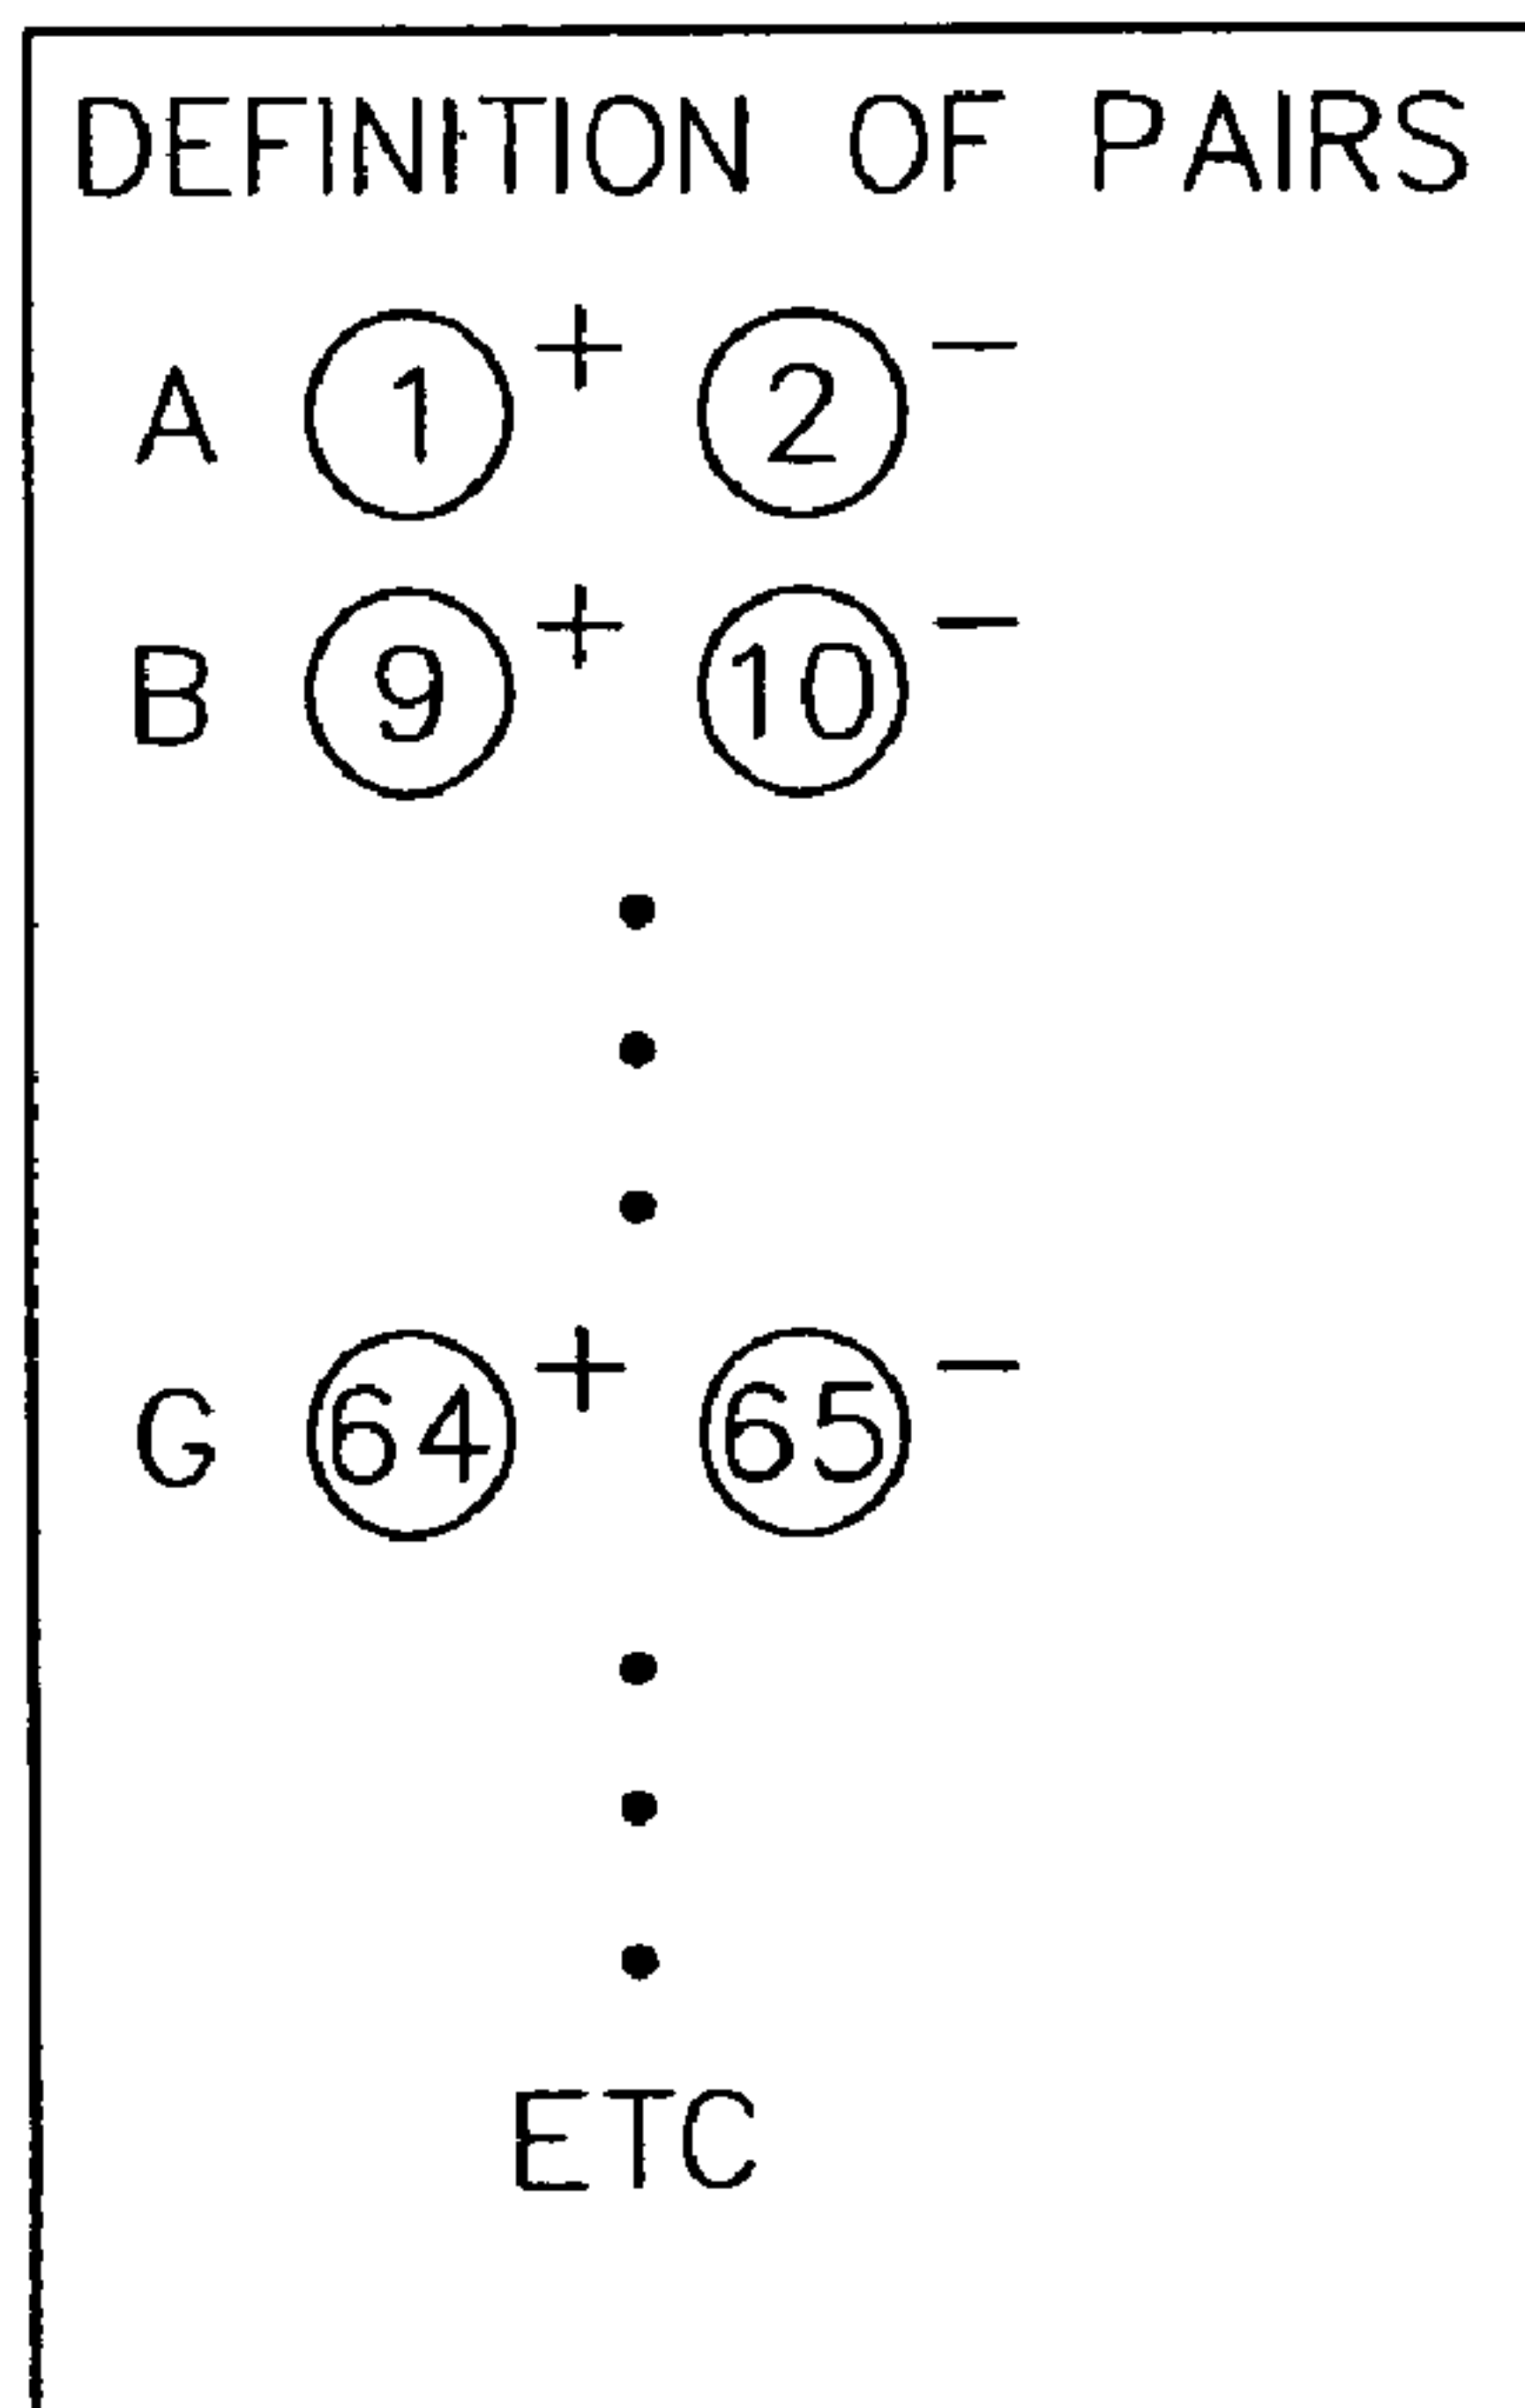 DEFINITION OF PAIRS
A 1 + 2 −
B 9 + 10 −
G 64 + 65 −
ETC